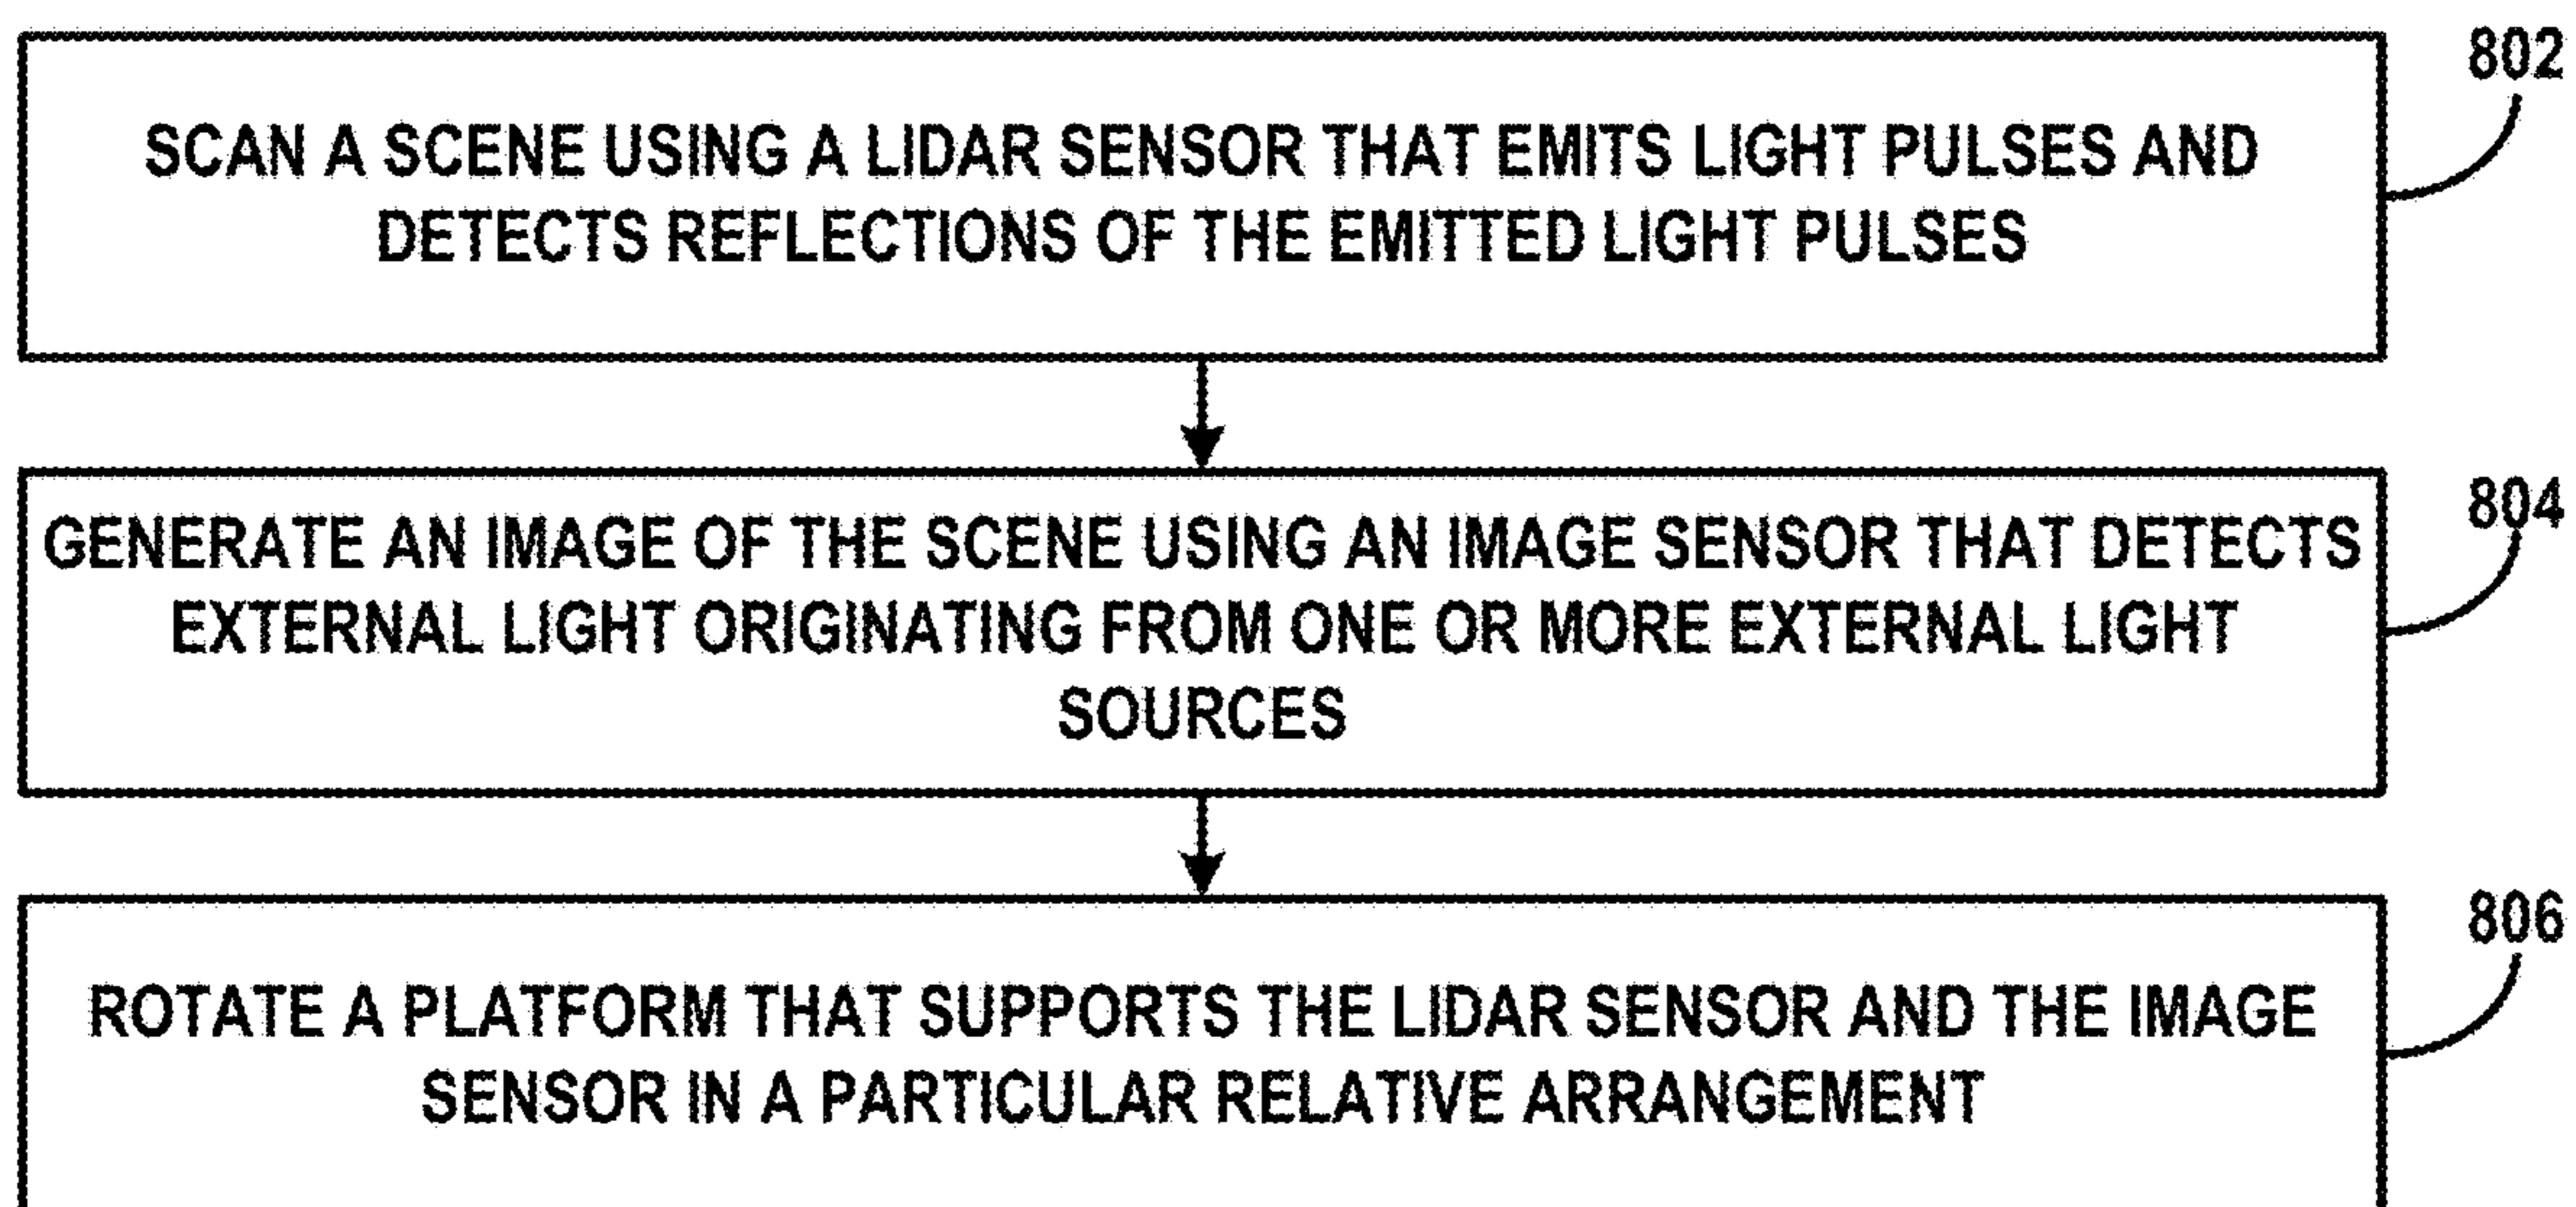 802
SCAN A SCENE USING A LIDAR SENSOR THAT EMITS LIGHT PULSES AND
DETECTS REFLECTIONS OF THE EMITTED LIGHT PULSES
804
GENERATE AN IMAGE OF THE SCENE USING AN IMAGE SENSOR THAT DETECTS
EXTERNAL LIGHT ORIGINATING FROM ONE OR MORE EXTERNAL LIGHT
SOURCES
806
ROTATE A PLATFORM THAT SUPPORTS THE LIDAR SENSOR AND THE IMAGE
SENSOR IN A PARTICULAR RELATIVE ARRANGEMENT